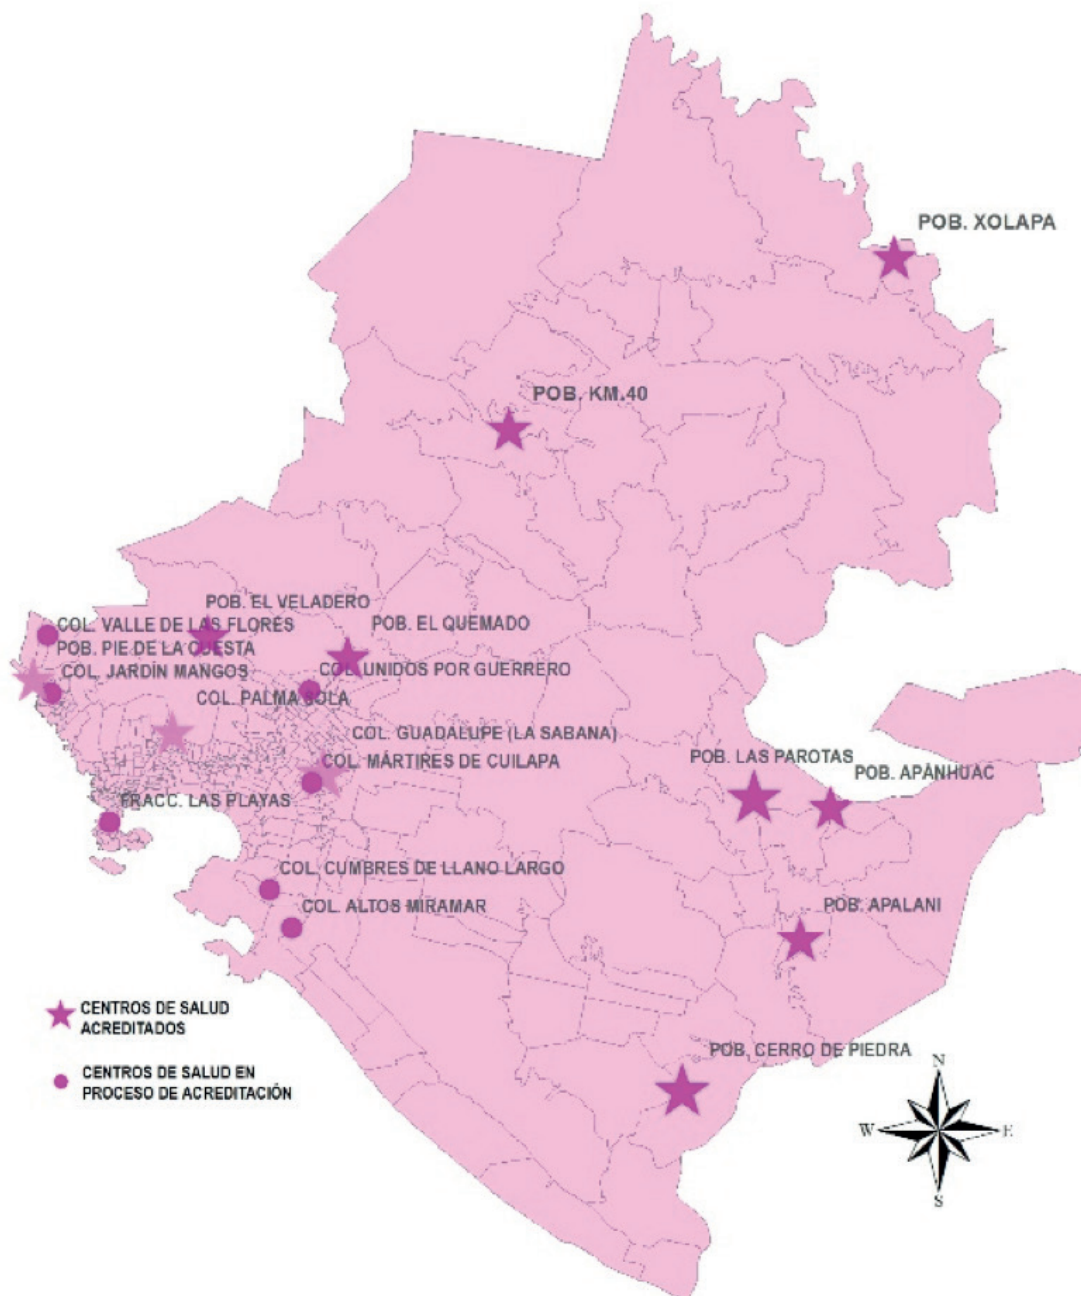 POB. XOLAPA
POB. KM.40
POB. EL VELADERO
COL. VALLE DE LAS FLORES
POB. EL QUEMADO
POB. PIE DE LA CUESTA
COL. JARDÍN MANGOS
COL. UNIDOS POR GUERRERO
COL. PALMA SOLA
COL. GUADALUPE (LA SABANA)
COL. MÁRTIRES DE CUILAPA
POB. LAS PAROTAS
POB. APANHUAC
FRACC. LAS PLAYAS
COL. CUMBRES DE LLANO LARGO
COL. ALTOS MIRAMAR
POB. APALANI
CENTROS DE SALUD
ACREDITADOS
POB. CERRO DE PIEDRA
CENTROS DE SALUD EN
PROCESO DE ACREDITACIÓN
N
W
E
S